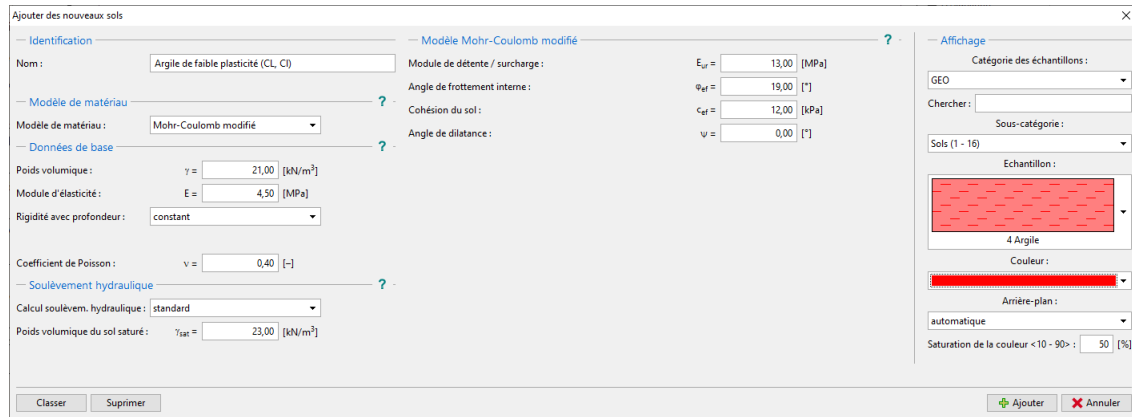 Ajouter des nouveaux sols
Identification
Nom :
Argile de faible plasticité (CL, CI)
Modèle de matériau ?
Modèle de matériau : Mohr-Coulomb modifié
Données de base ?
Poids volumique : γ = 21,00 [kN/m³]
Module d'élasticité : E = 4,50 [MPa]
Rigidité avec profondeur : constant
Coefficient de Poisson : ν = 0,40 [–]
Soulèvement hydraulique ?
Calcul soulèvem. hydraulique : standard
Poids volumique du sol saturé : γsat = 23,00 [kN/m³]
Modèle Mohr-Coulomb modifié ?
Module de détente / surcharge : Eur = 13,00 [MPa]
Angle de frottement interne : φef = 19,00 [°]
Cohésion du sol : cef = 12,00 [kPa]
Angle de dilatance : ψ = 0,00 [°]
Affichage
Catégorie des échantillons :
GEO
Chercher :
Sous-catégorie :
Sols (1 - 16)
Echantillon :
4 Argile
Couleur :
Arrière-plan :
automatique
Saturation de la couleur <10 - 90> : 50 [%]
Classer Suprimer Ajouter Annuler